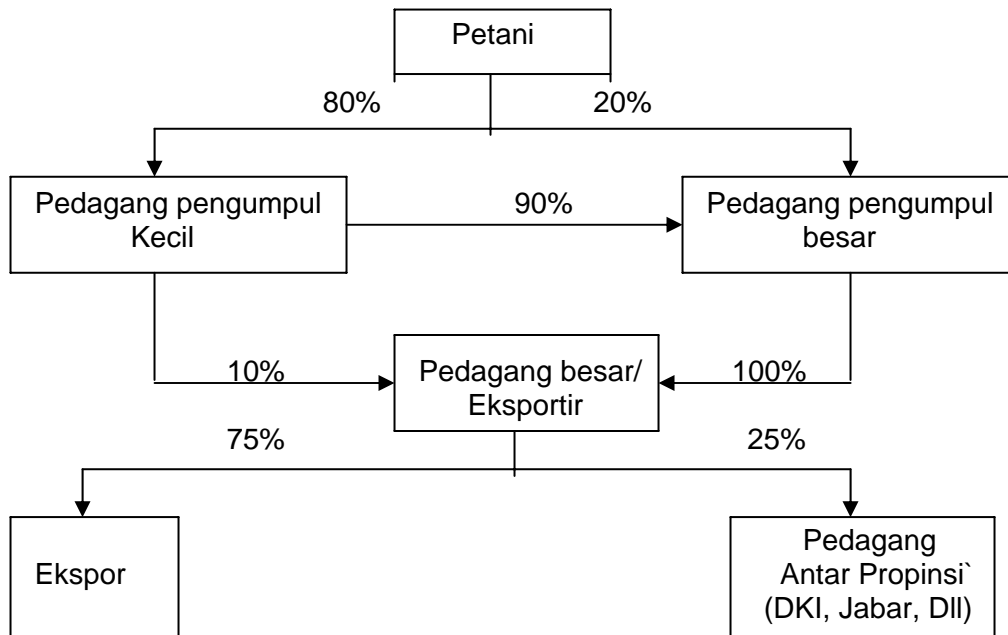 Petani
80%
20%
Pedagang pengumpul
Kecil
90%
Pedagang pengumpul
besar
10%
Pedagang besar/
Eksportir
100%
75%
25%
Ekspor
Pedagang
Antar Propinsi`
(DKI, Jabar, Dll)